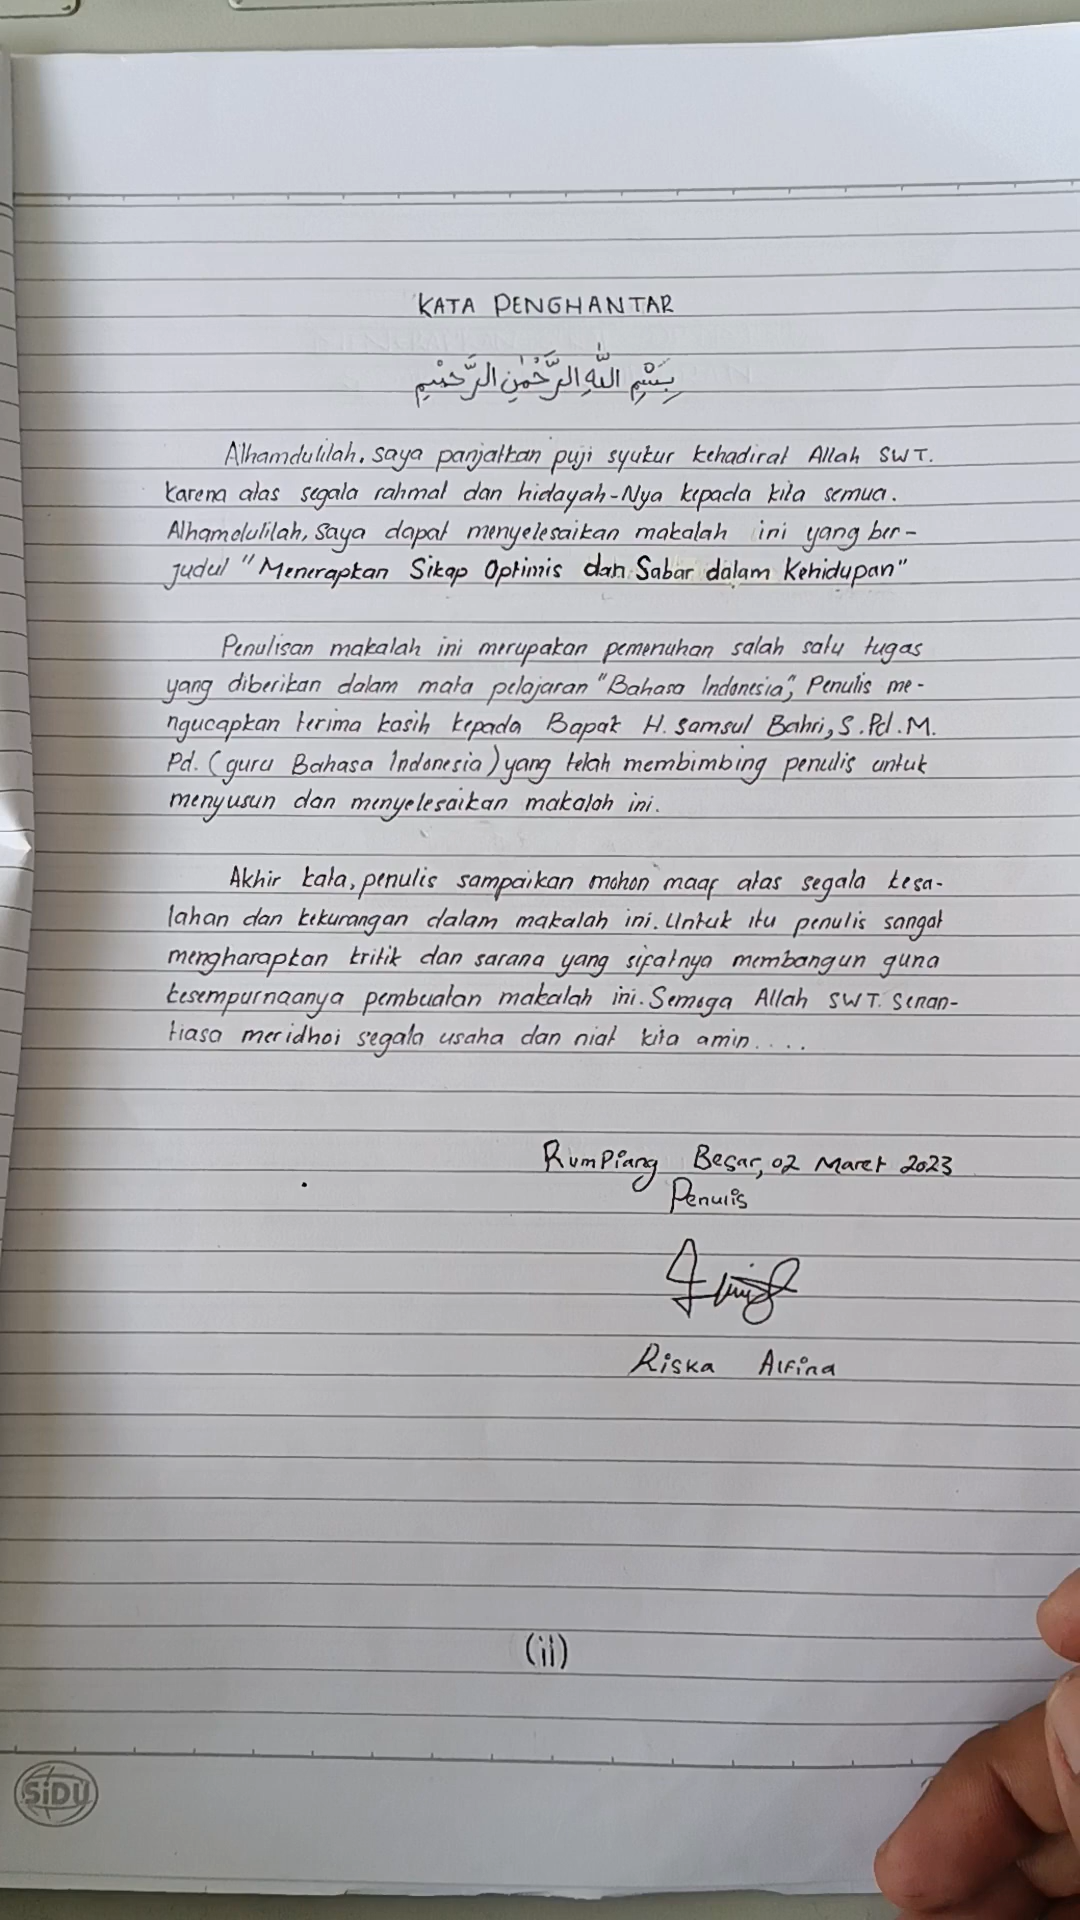 KATA PENGHANTAR
بِسْمِ اللّٰهِ الرَّحْمٰنِ الرَّحِيْمِ
Alhamdulilah, saya panjatkan puji syukur kehadirat Allah SWT.
karena atas segala rahmat dan hidayah-Nya kepada kita semua.
Alhamdulilah, saya dapat menyelesaikan makalah ini yang ber-
judul "Menerapkan Sikap Optimis dan Sabar dalam Kehidupan"
Penulisan makalah ini merupakan pemenuhan salah satu tugas
yang diberikan dalam mata pelajaran "Bahasa Indonesia", Penulis me-
ngucapkan terima kasih kepada Bapak H. Samsul Bahri, S.Pd.M.
Pd. (guru Bahasa Indonesia) yang telah membimbing penulis untuk
menyusun dan menyelesaikan makalah ini.
Akhir kata, penulis sampaikan mohon maaf atas segala kesa-
lahan dan kekurangan dalam makalah ini. Untuk itu penulis sangat
mengharapkan kritik dan sarana yang sifatnya membangun guna
kesempurnaanya pembuatan makalah ini. Semoga Allah SWT. Senan-
tiasa meridhoi segala usaha dan niat kita amin....
Rumpiang Besar, 02 Maret 2023
Penulis
Riska Alfina
(ii)
SiDU